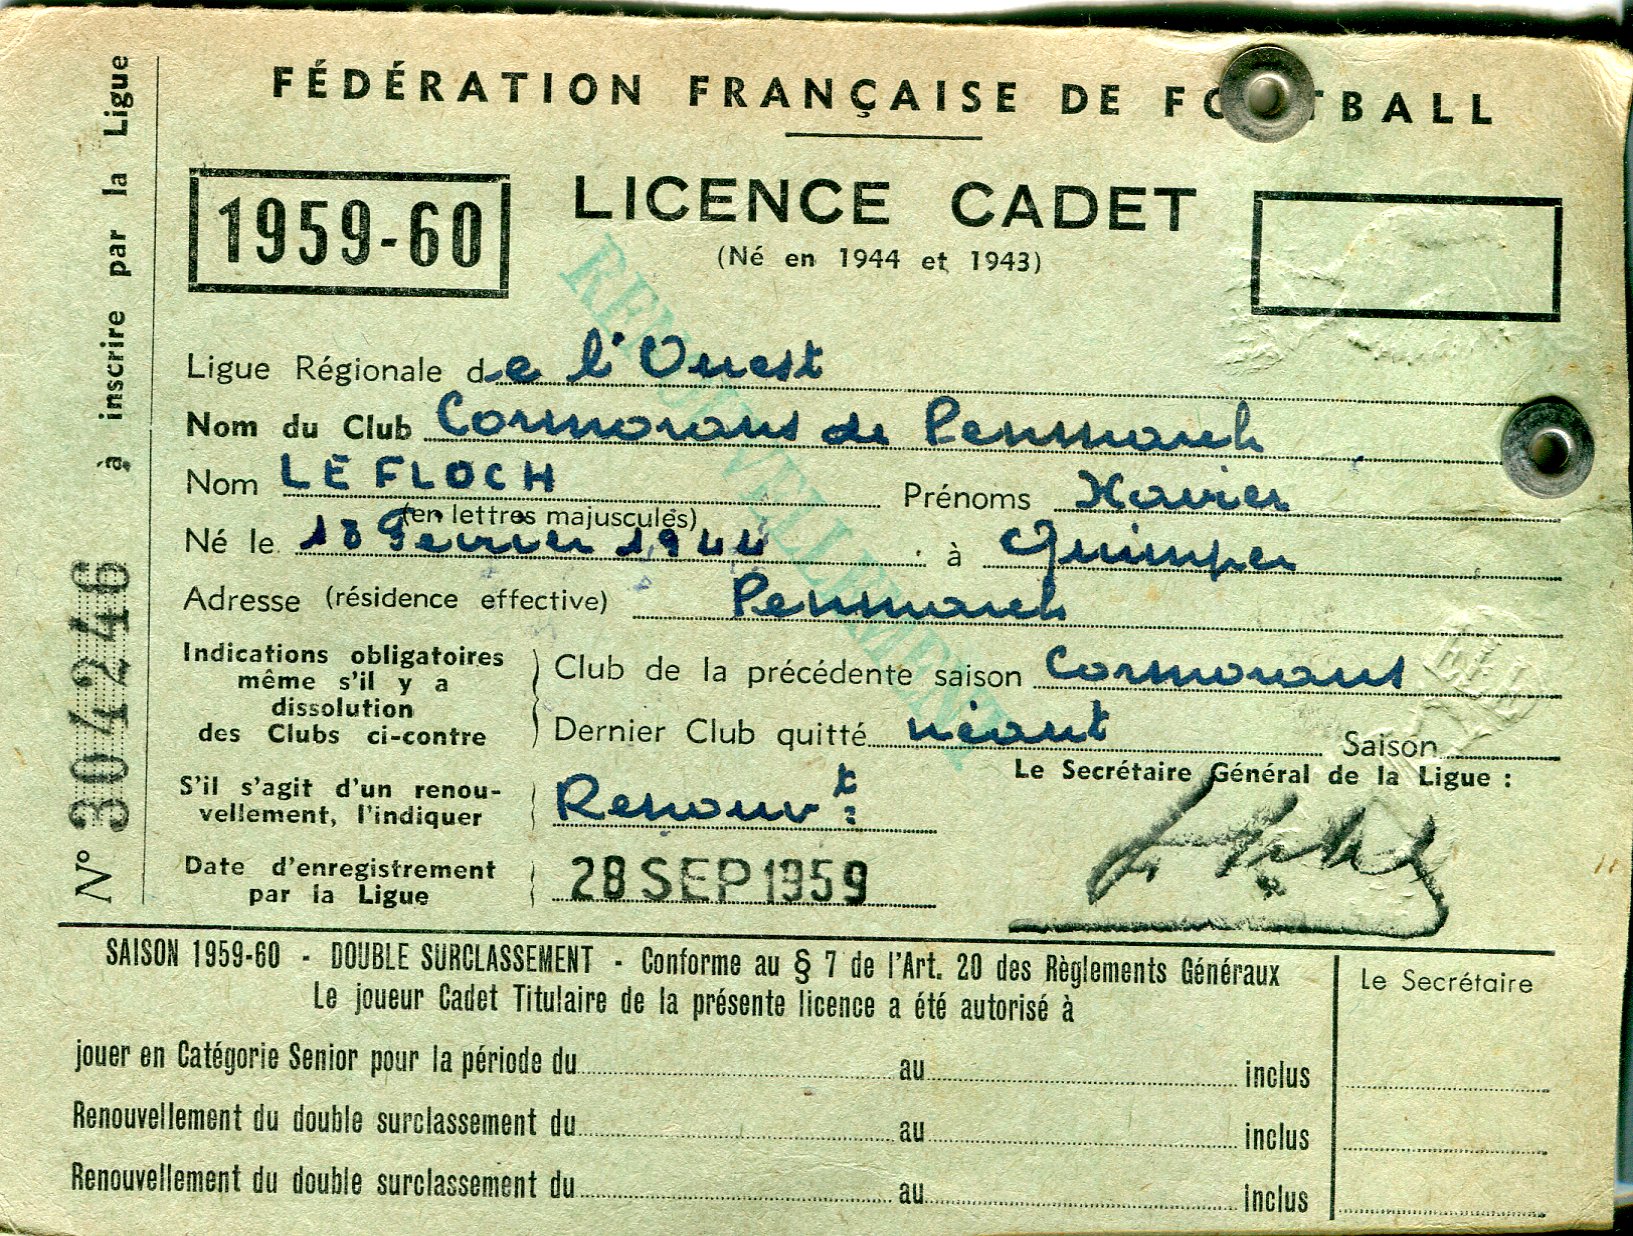 FÉDÉRATION FRANÇAISE DE FOOTBALL
1959-60
LICENCE CADET
(Né en 1944 et 1943)
RENOUVELLEMENT
Ligue Régionale de l'Ouest
Nom du Club Cormorans de Penmarch
Nom LE FLOCH Prénoms Xavier
(en lettres majuscules)
Né le 18 Février 1944 à Quimper
Adresse (résidence effective) Penmarch
Indications obligatoires
même s'il y a
dissolution
des Clubs ci-contre
Club de la précédente saison Cormorans
Dernier Club quitté néant Saison
Le Secrétaire Général de la Ligue :
S'il s'agit d'un renou-
vellement, l'indiquer
Renouvt :
Date d'enregistrement
par la Ligue
28 SEP 1959
N° 304246 à inscrire par la Ligue
SAISON 1959-60 - DOUBLE SURCLASSEMENT - Conforme au § 7 de l'Art. 20 des Règlements Généraux
Le joueur Cadet Titulaire de la présente licence a été autorisé à
Le Secrétaire
jouer en Catégorie Senior pour la période du au inclus
Renouvellement du double surclassement du au inclus
Renouvellement du double surclassement du au inclus